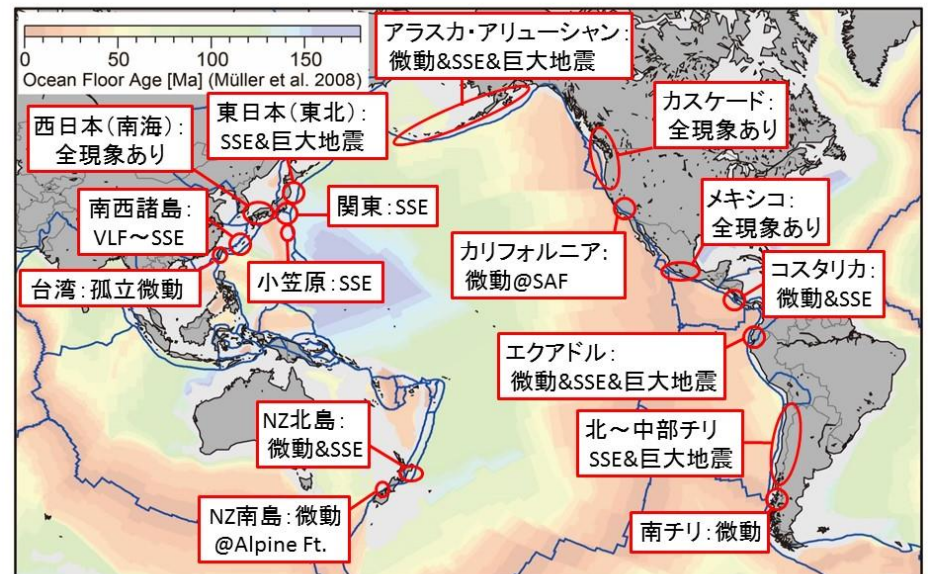 0 50 100 150
Ocean Floor Age [Ma] (Müller et al. 2008)
アラスカ・アリューシャン:
微動&SSE&巨大地震
西日本(南海):
全現象あり
東日本(東北):
SSE&巨大地震
カスケード:
全現象あり
南西諸島:
VLF~SSE
関東:SSE
メキシコ:
全現象あり
台湾:孤立微動
小笠原:SSE
カリフォルニア:
微動@SAF
コスタリカ:
微動&SSE
エクアドル:
微動&SSE&巨大地震
NZ北島:
微動&SSE
北~中部チリ
SSE&巨大地震
NZ南島:微動
@Alpine Ft.
南チリ:微動